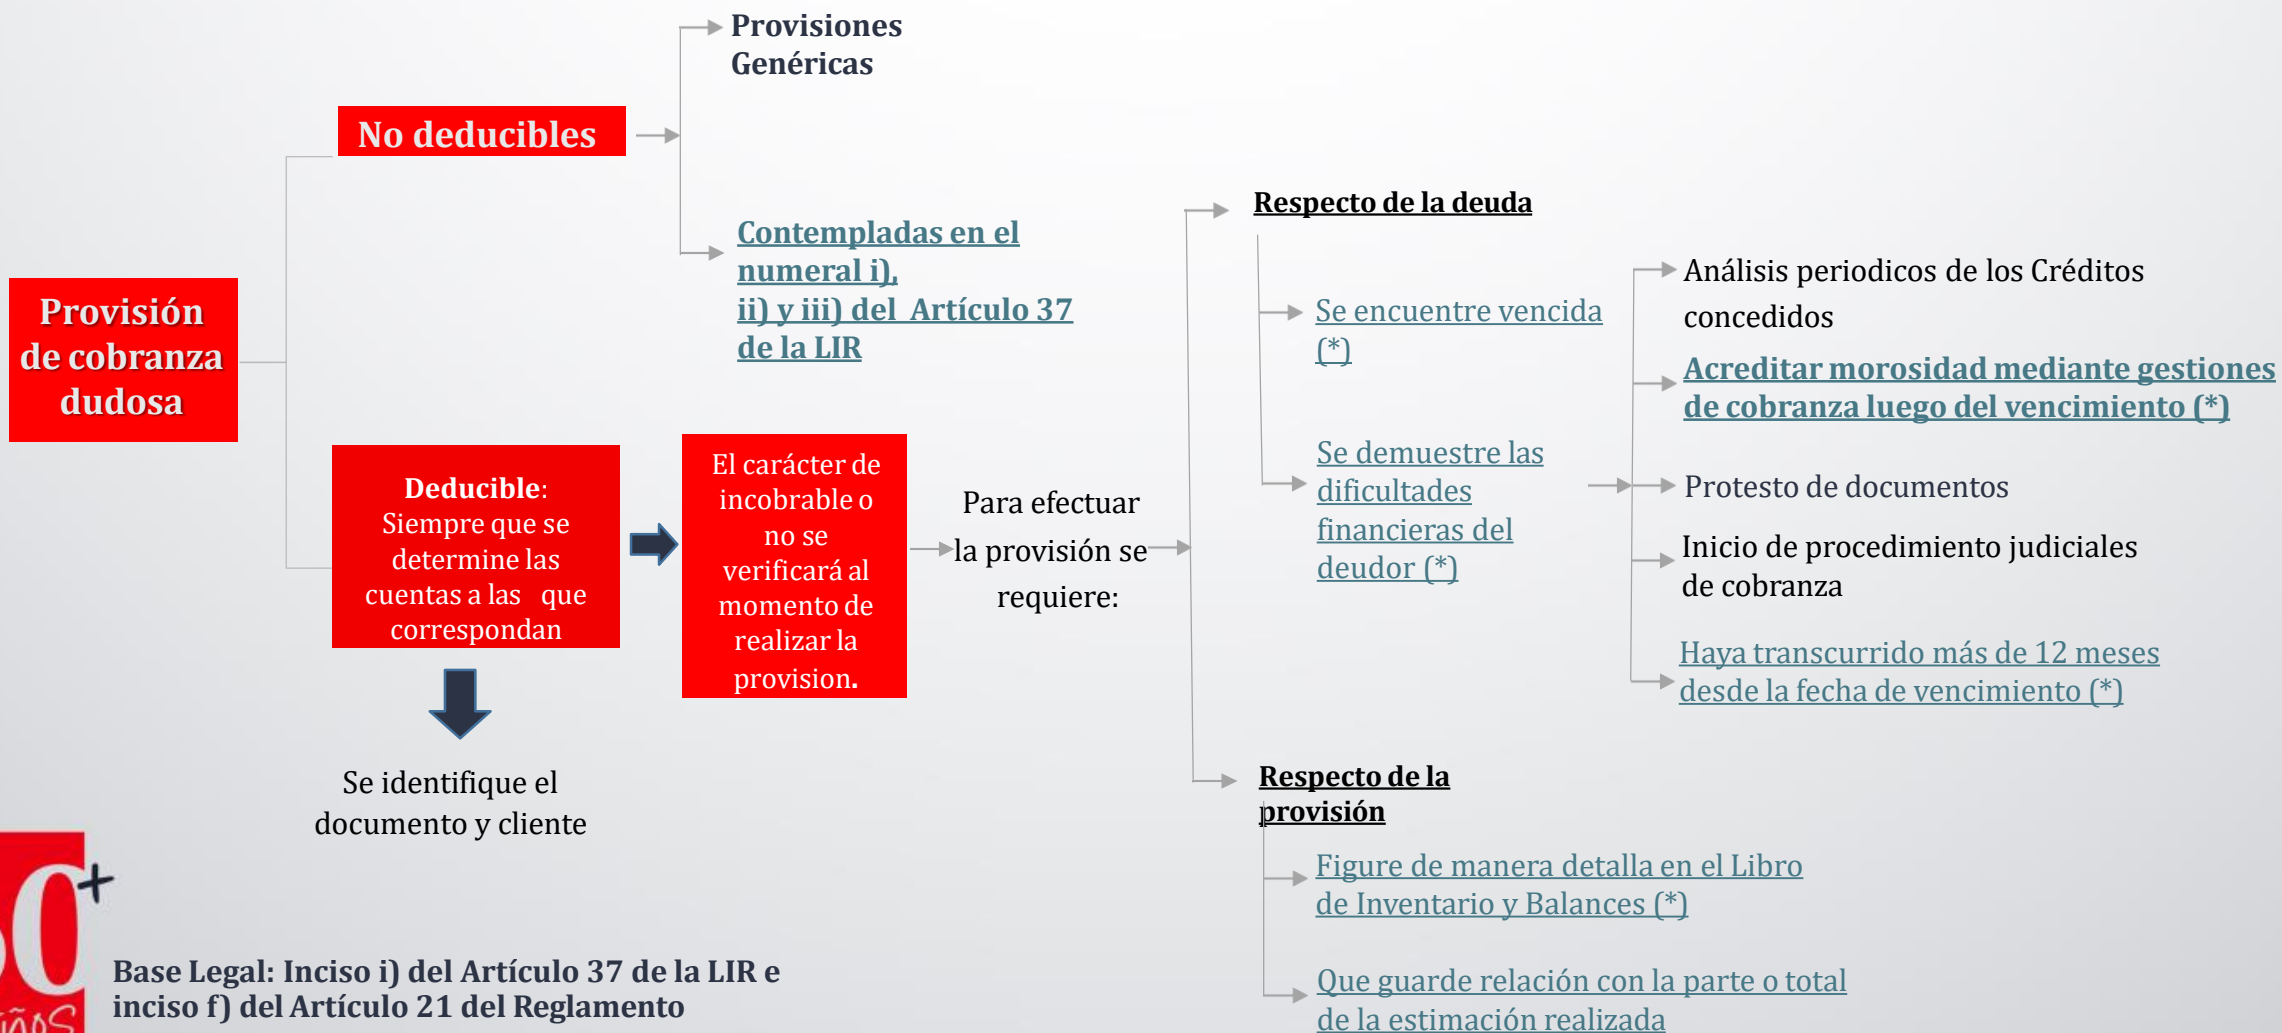 Provisiones
Genéricas
No deducibles
Contempladas en el
numeral i),
ii) y iii) del Artículo 37
de la LIR
Provisión
de cobranza
dudosa
Deducible:
Siempre que se
determine las
cuentas a las que
correspondan
Se identifique el
documento y cliente
El carácter de
incobrable o
no se
verificará al
momento de
realizar la
provision.
Para efectuar
la provisión se
requiere:
Respecto de la deuda
Se encuentre vencida
(*)
Se demuestre las
dificultades
financieras del
deudor (*)
Análisis periodicos de los Créditos
concedidos
Acreditar morosidad mediante gestiones
de cobranza luego del vencimiento (*)
Protesto de documentos
Inicio de procedimiento judiciales
de cobranza
Haya transcurrido más de 12 meses
desde la fecha de vencimiento (*)
Respecto de la
provisión
Figure de manera detalla en el Libro
de Inventario y Balances (*)
Que guarde relación con la parte o total
de la estimación realizada
Base Legal: Inciso i) del Artículo 37 de la LIR e
inciso f) del Artículo 21 del Reglamento